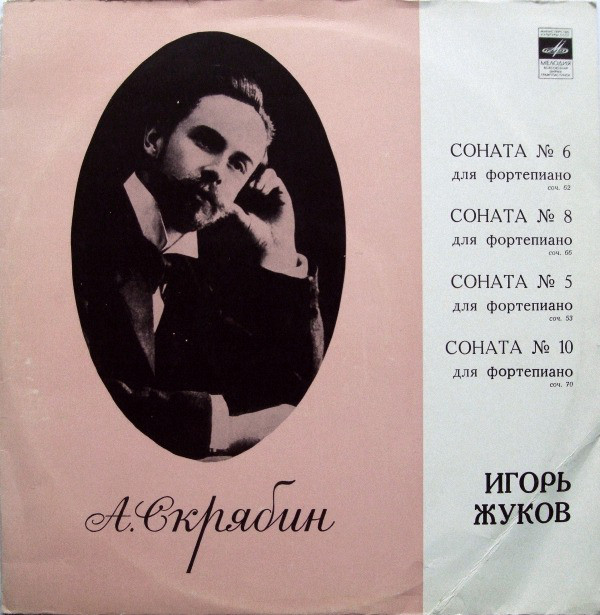 МЕЛОДИЯ
СОНАТА № 6
для фортепиано
соч. 62
СОНАТА № 8
для фортепиано
соч. 66
СОНАТА № 5
для фортепиано
соч. 53
СОНАТА № 10
для фортепиано
соч. 70
А. Скрябин
ИГОРЬ
ЖУКОВ